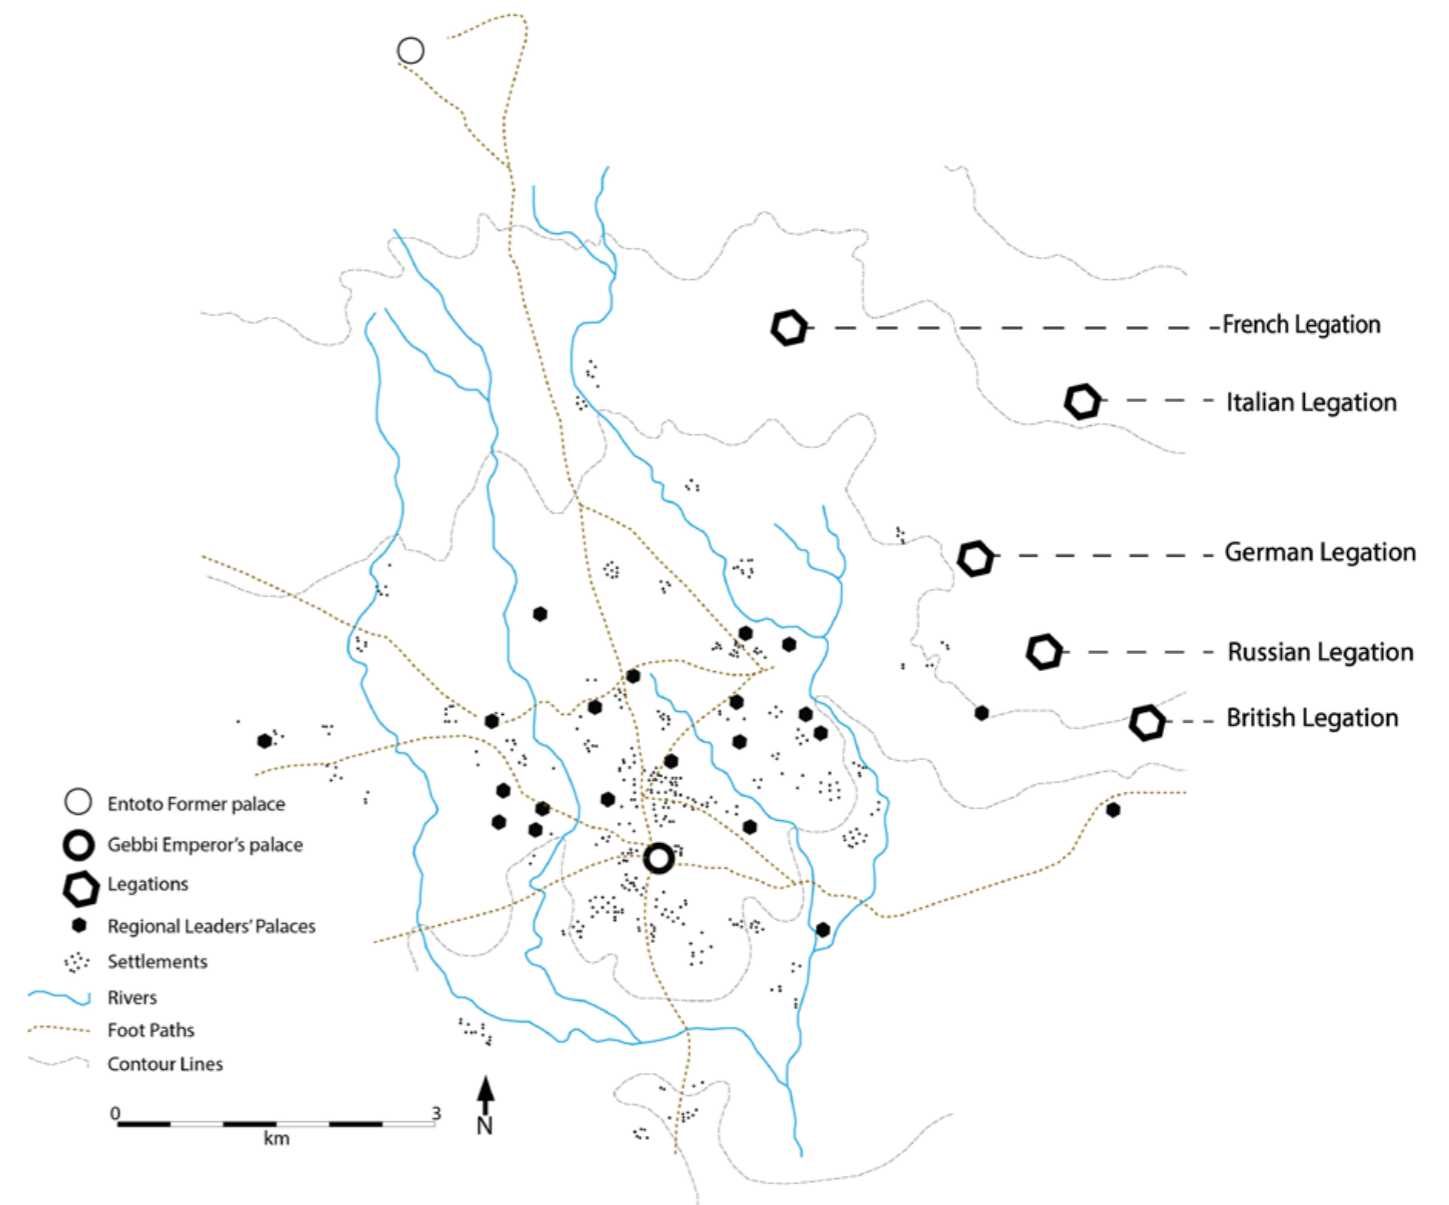 French Legation
Italian Legation
German Legation
Russian Legation
British Legation
Entoto Former palace
Gebbi Emperor's palace
Legations
Regional Leaders' Palaces
Settlements
Rivers
Foot Paths
Contour Lines
0 3
km
N